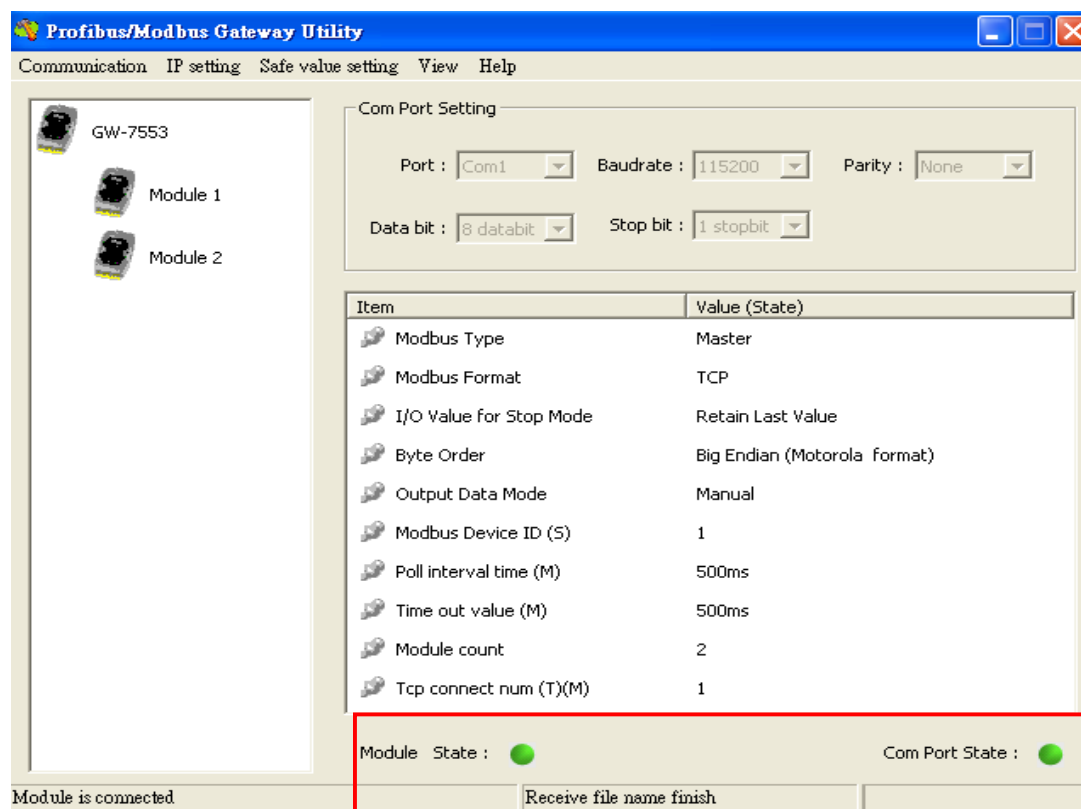 Profibus/Modbus Gateway Utility
Communication IP setting Safe value setting View Help
GW-7553
Module 1
Module 2
Com Port Setting
Port : Com1 Baudrate : 115200 Parity : None
Data bit : 8 databit Stop bit : 1 stopbit
Item Value (State)
Modbus Type Master
Modbus Format TCP
I/O Value for Stop Mode Retain Last Value
Byte Order Big Endian (Motorola format)
Output Data Mode Manual
Modbus Device ID (S) 1
Poll interval time (M) 500ms
Time out value (M) 500ms
Module count 2
Tcp connect num (T)(M) 1
Module State : Com Port State :
Module is connected Receive file name finish